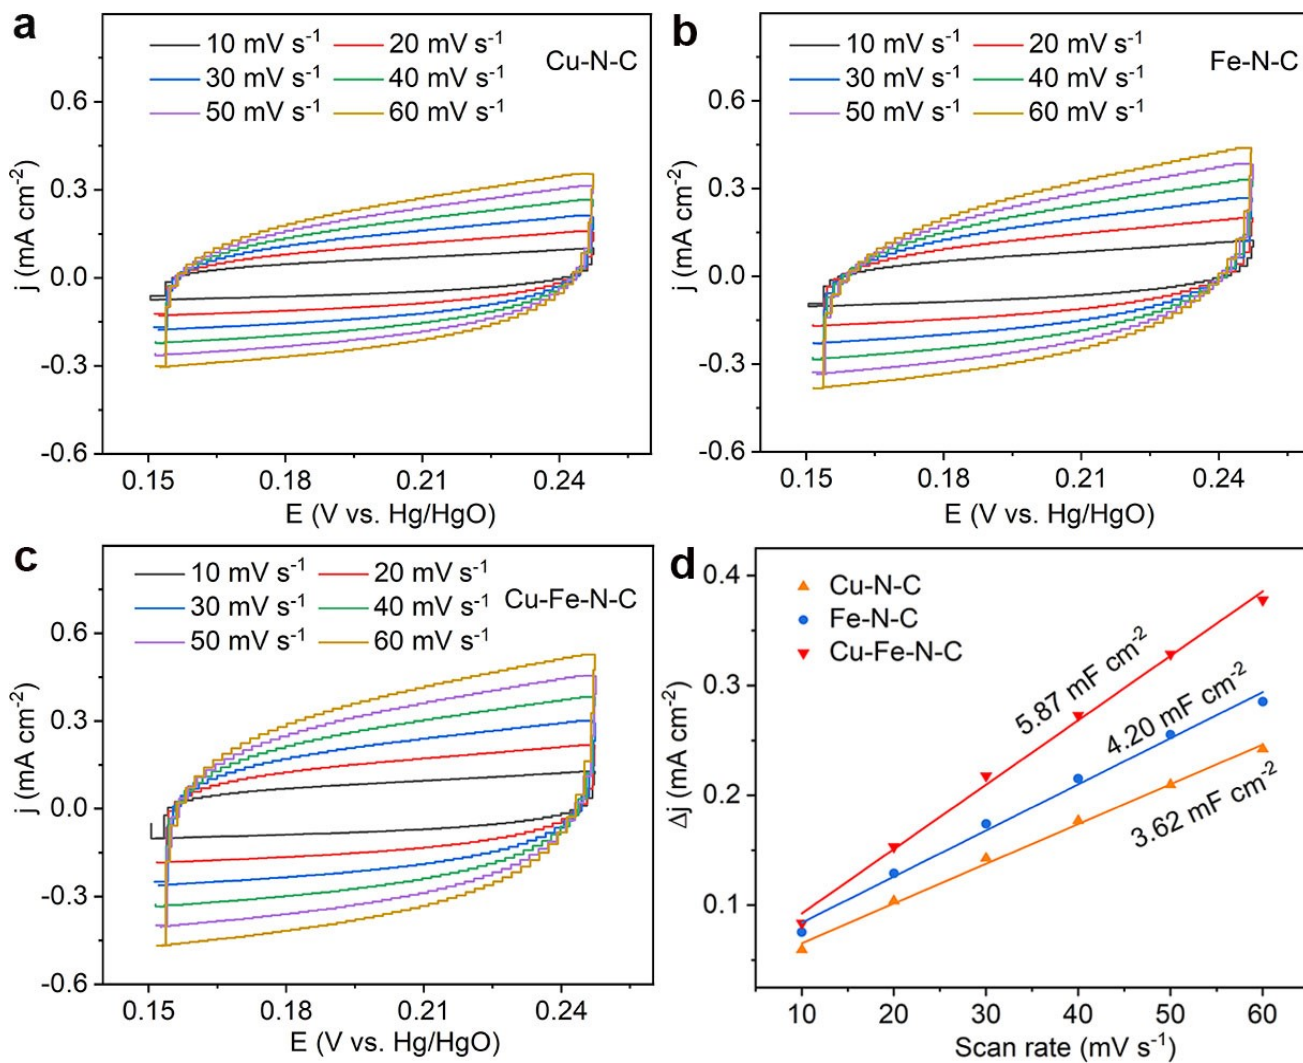 a
10 mV s⁻¹ 20 mV s⁻¹
30 mV s⁻¹ 40 mV s⁻¹
50 mV s⁻¹ 60 mV s⁻¹
Cu-N-C
0.6
0.3
0.0
-0.3
-0.6
j (mA cm⁻²)
0.15 0.18 0.21 0.24
E (V vs. Hg/HgO)
b
10 mV s⁻¹ 20 mV s⁻¹
30 mV s⁻¹ 40 mV s⁻¹
50 mV s⁻¹ 60 mV s⁻¹
Fe-N-C
0.6
0.3
0.0
-0.3
-0.6
j (mA cm⁻²)
0.15 0.18 0.21 0.24
E (V vs. Hg/HgO)
c
10 mV s⁻¹ 20 mV s⁻¹
30 mV s⁻¹ 40 mV s⁻¹
50 mV s⁻¹ 60 mV s⁻¹
Cu-Fe-N-C
0.6
0.3
0.0
-0.3
-0.6
j (mA cm⁻²)
0.15 0.18 0.21 0.24
E (V vs. Hg/HgO)
d
Cu-N-C
Fe-N-C
Cu-Fe-N-C
5.87 mF cm⁻²
4.20 mF cm⁻²
3.62 mF cm⁻²
0.4
0.3
0.2
0.1
Δj (mA cm⁻²)
10 20 30 40 50 60
Scan rate (mV s⁻¹)